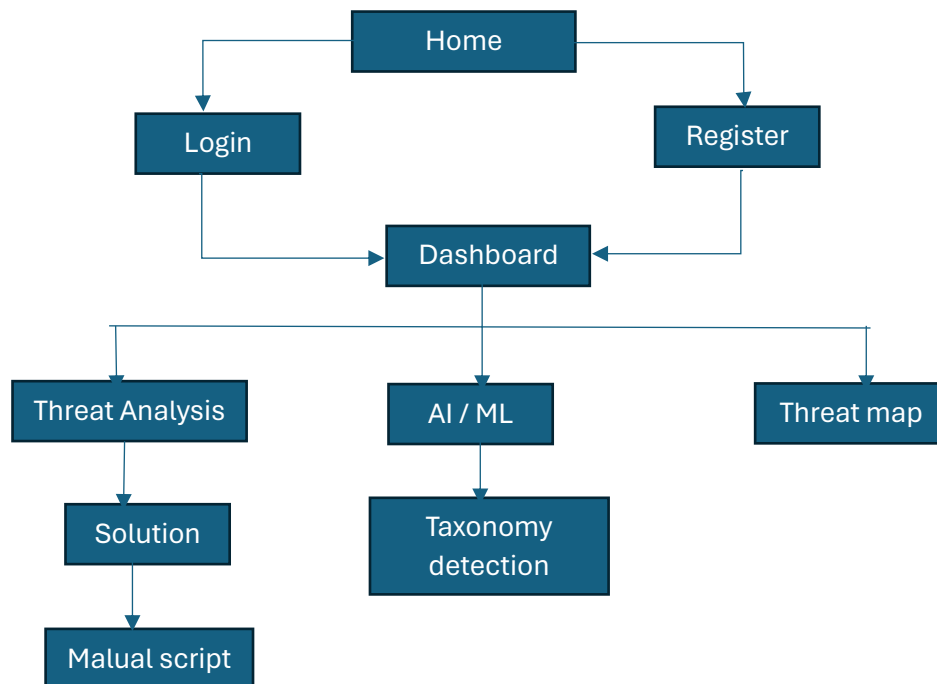 Home
Login
Register
Dashboard
Threat Analysis
AI / ML
Threat map
Solution
Taxonomy
detection
Malual script